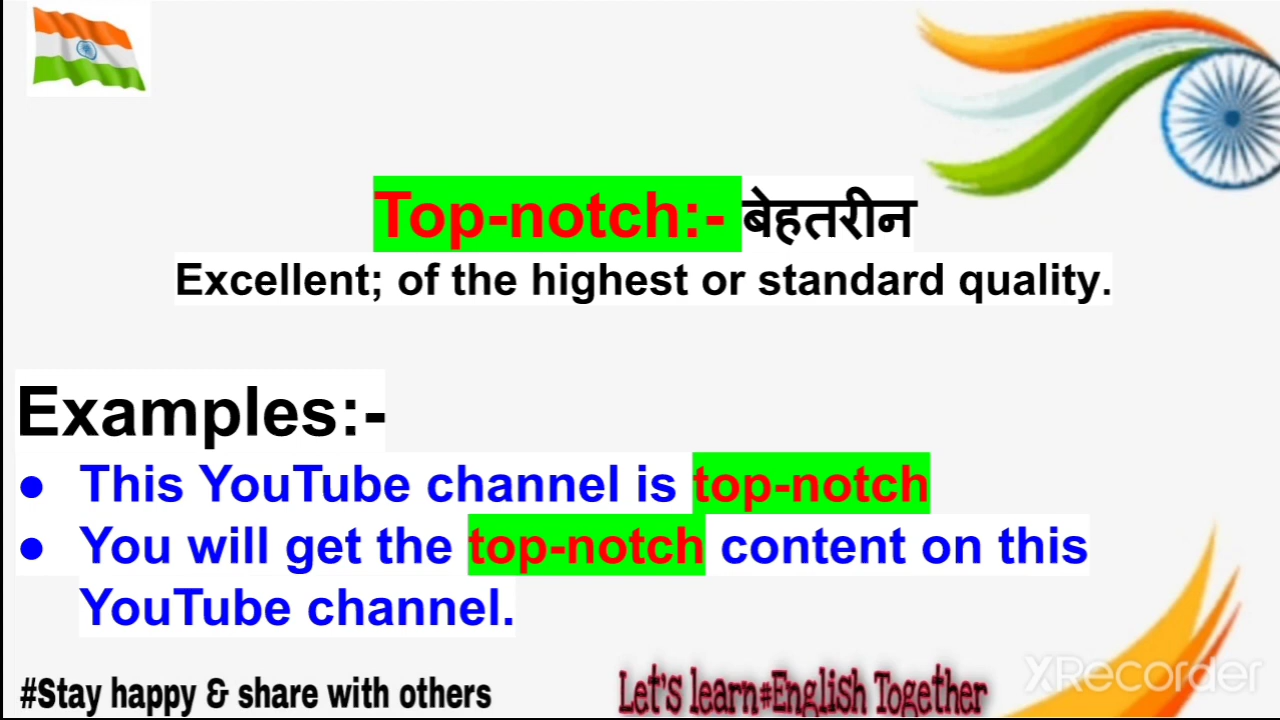 Top-notch:- बेहतरीन
Excellent; of the highest or standard quality.
Examples:-
● This YouTube channel is top-notch
● You will get the top-notch content on this
YouTube channel.
#Stay happy & share with others
Let's learn#English Together
XRecorder